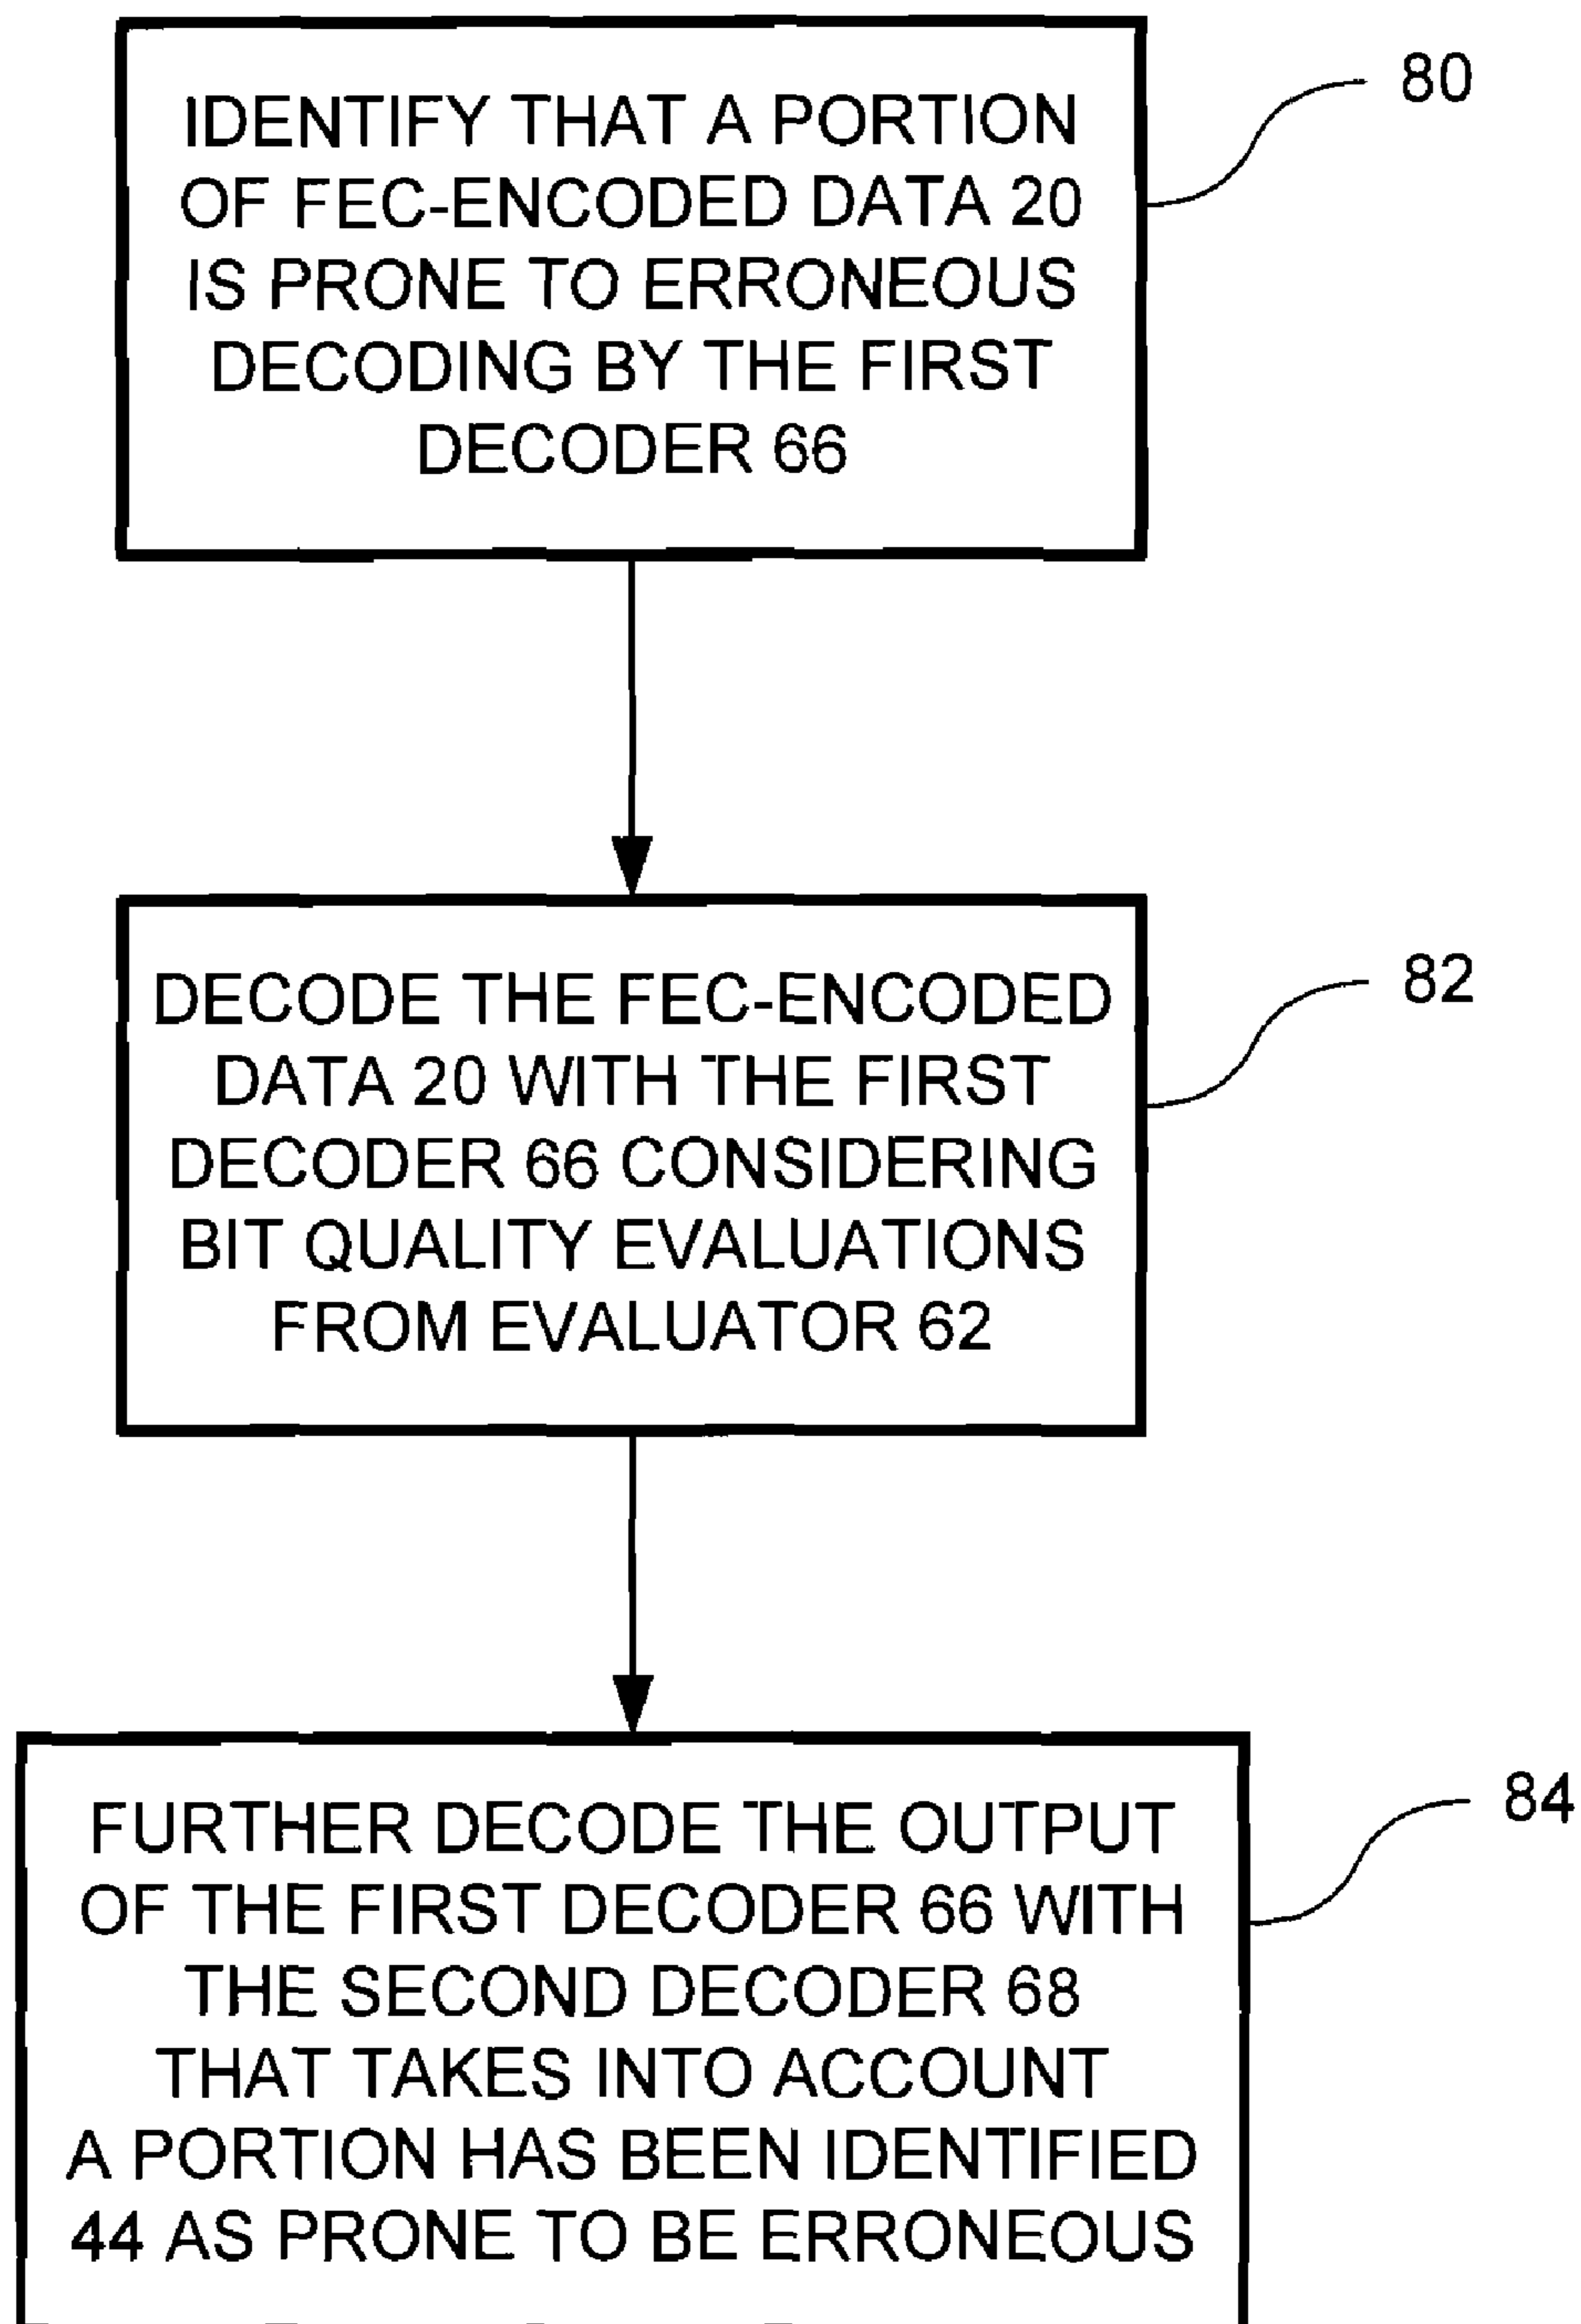 IDENTIFY THAT A PORTION
OF FEC-ENCODED DATA 20
IS PRONE TO ERRONEOUS
DECODING BY THE FIRST
DECODER 66
80
DECODE THE FEC-ENCODED
DATA 20 WITH THE FIRST
DECODER 66 CONSIDERING
BIT QUALITY EVALUATIONS
FROM EVALUATOR 62
82
FURTHER DECODE THE OUTPUT
OF THE FIRST DECODER 66 WITH
THE SECOND DECODER 68
THAT TAKES INTO ACCOUNT
A PORTION HAS BEEN IDENTIFIED
44 AS PRONE TO BE ERRONEOUS
84